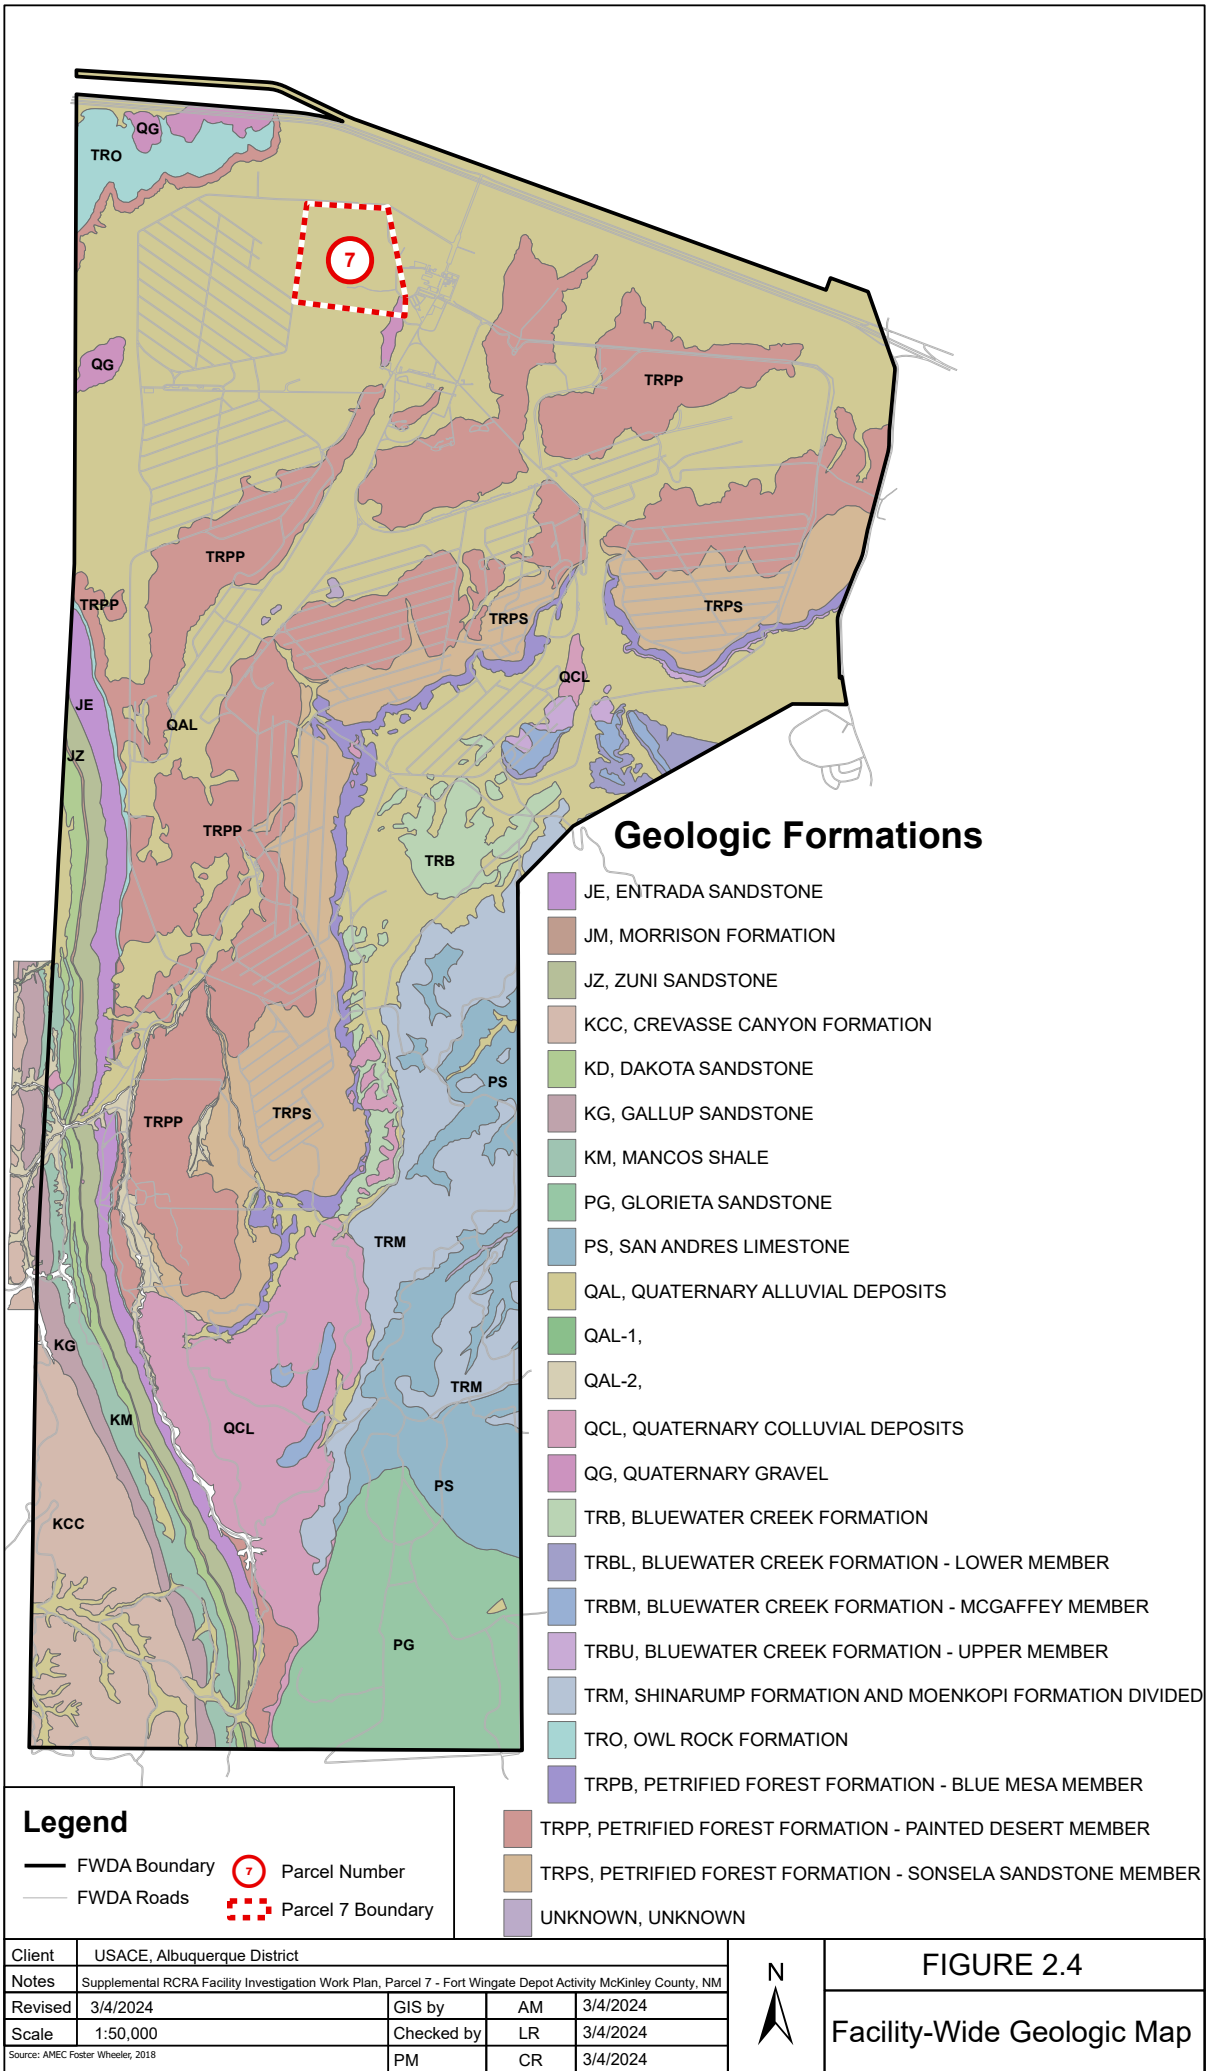 QG
TRO
7
QG
TRPP
TRPP
TRPP
TRPS
TRPS
QCL
JE
QAL
JZ
TRPP
TRB
Geologic Formations
JE, ENTRADA SANDSTONE
JM, MORRISON FORMATION
JZ, ZUNI SANDSTONE
KCC, CREVASSE CANYON FORMATION
KD, DAKOTA SANDSTONE
PS
KG, GALLUP SANDSTONE
TRPP
TRPS
KM, MANCOS SHALE
PG, GLORIETA SANDSTONE
TRM
PS, SAN ANDRES LIMESTONE
QAL, QUATERNARY ALLUVIAL DEPOSITS
QAL-1,
KG
QAL-2,
TRM
KM
QCL
QCL, QUATERNARY COLLUVIAL DEPOSITS
QG, QUATERNARY GRAVEL
PS
KCC
TRB, BLUEWATER CREEK FORMATION
TRBL, BLUEWATER CREEK FORMATION - LOWER MEMBER
TRBM, BLUEWATER CREEK FORMATION - MCGAFFEY MEMBER
PG
TRBU, BLUEWATER CREEK FORMATION - UPPER MEMBER
TRM, SHINARUMP FORMATION AND MOENKOPI FORMATION DIVIDED
TRO, OWL ROCK FORMATION
TRPB, PETRIFIED FOREST FORMATION - BLUE MESA MEMBER
TRPP, PETRIFIED FOREST FORMATION - PAINTED DESERT MEMBER
TRPS, PETRIFIED FOREST FORMATION - SONSELA SANDSTONE MEMBER
UNKNOWN, UNKNOWN
Legend
FWDA Boundary
FWDA Roads
7 Parcel Number
Parcel 7 Boundary
Client USACE, Albuquerque District
Notes Supplemental RCRA Facility Investigation Work Plan, Parcel 7 - Fort Wingate Depot Activity McKinley County, NM
Revised 3/4/2024 GIS by AM 3/4/2024
Scale 1:50,000 Checked by LR 3/4/2024
Source: AMEC Foster Wheeler, 2018 PM CR 3/4/2024
N
FIGURE 2.4
Facility-Wide Geologic Map